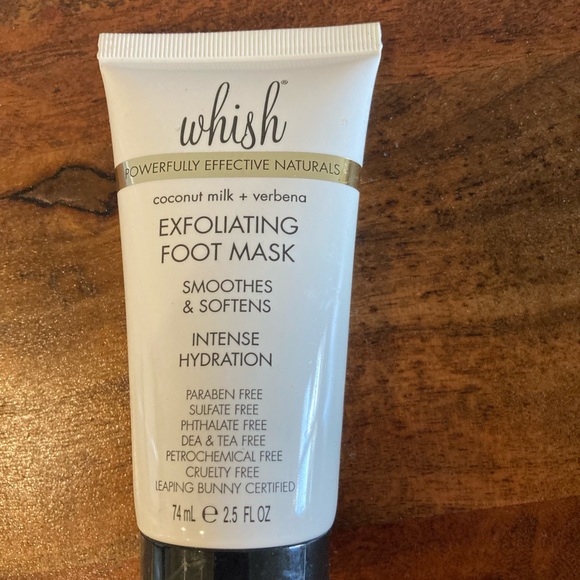 whish®
POWERFULLY EFFECTIVE NATURALS
coconut milk + verbena
EXFOLIATING
FOOT MASK
SMOOTHES
& SOFTENS
INTENSE
HYDRATION
PARABEN FREE
SULFATE FREE
PHTHALATE FREE
DEA & TEA FREE
PETROCHEMICAL FREE
CRUELTY FREE
LEAPING BUNNY CERTIFIED
74 mL ℮ 2.5 FL OZ